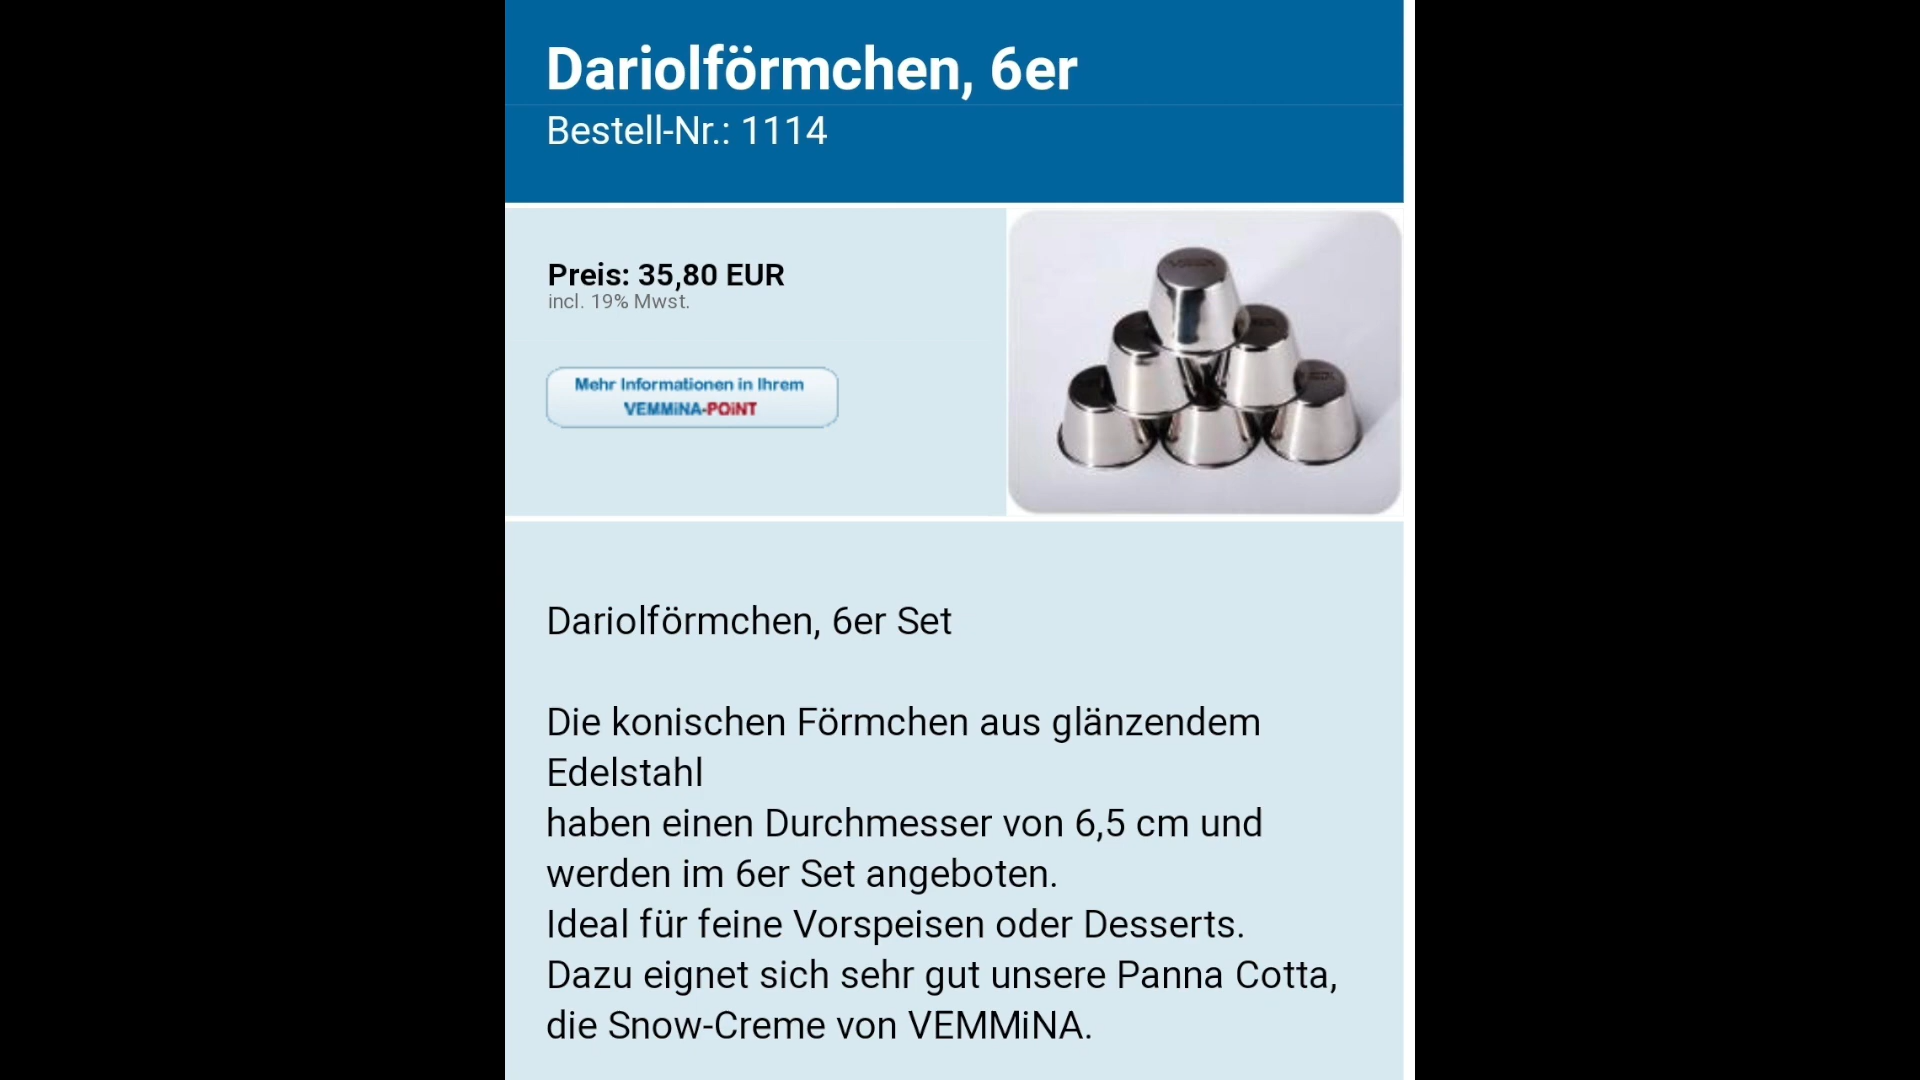 Dariolförmchen, 6er
Bestell-Nr.: 1114
Preis: 35,80 EUR
incl. 19% Mwst.
Mehr Informationen in Ihrem
VEMMiNA-POiNT
Dariolförmchen, 6er Set
Die konischen Förmchen aus glänzendem
Edelstahl
haben einen Durchmesser von 6,5 cm und
werden im 6er Set angeboten.
Ideal für feine Vorspeisen oder Desserts.
Dazu eignet sich sehr gut unsere Panna Cotta,
die Snow-Creme von VEMMiNA.